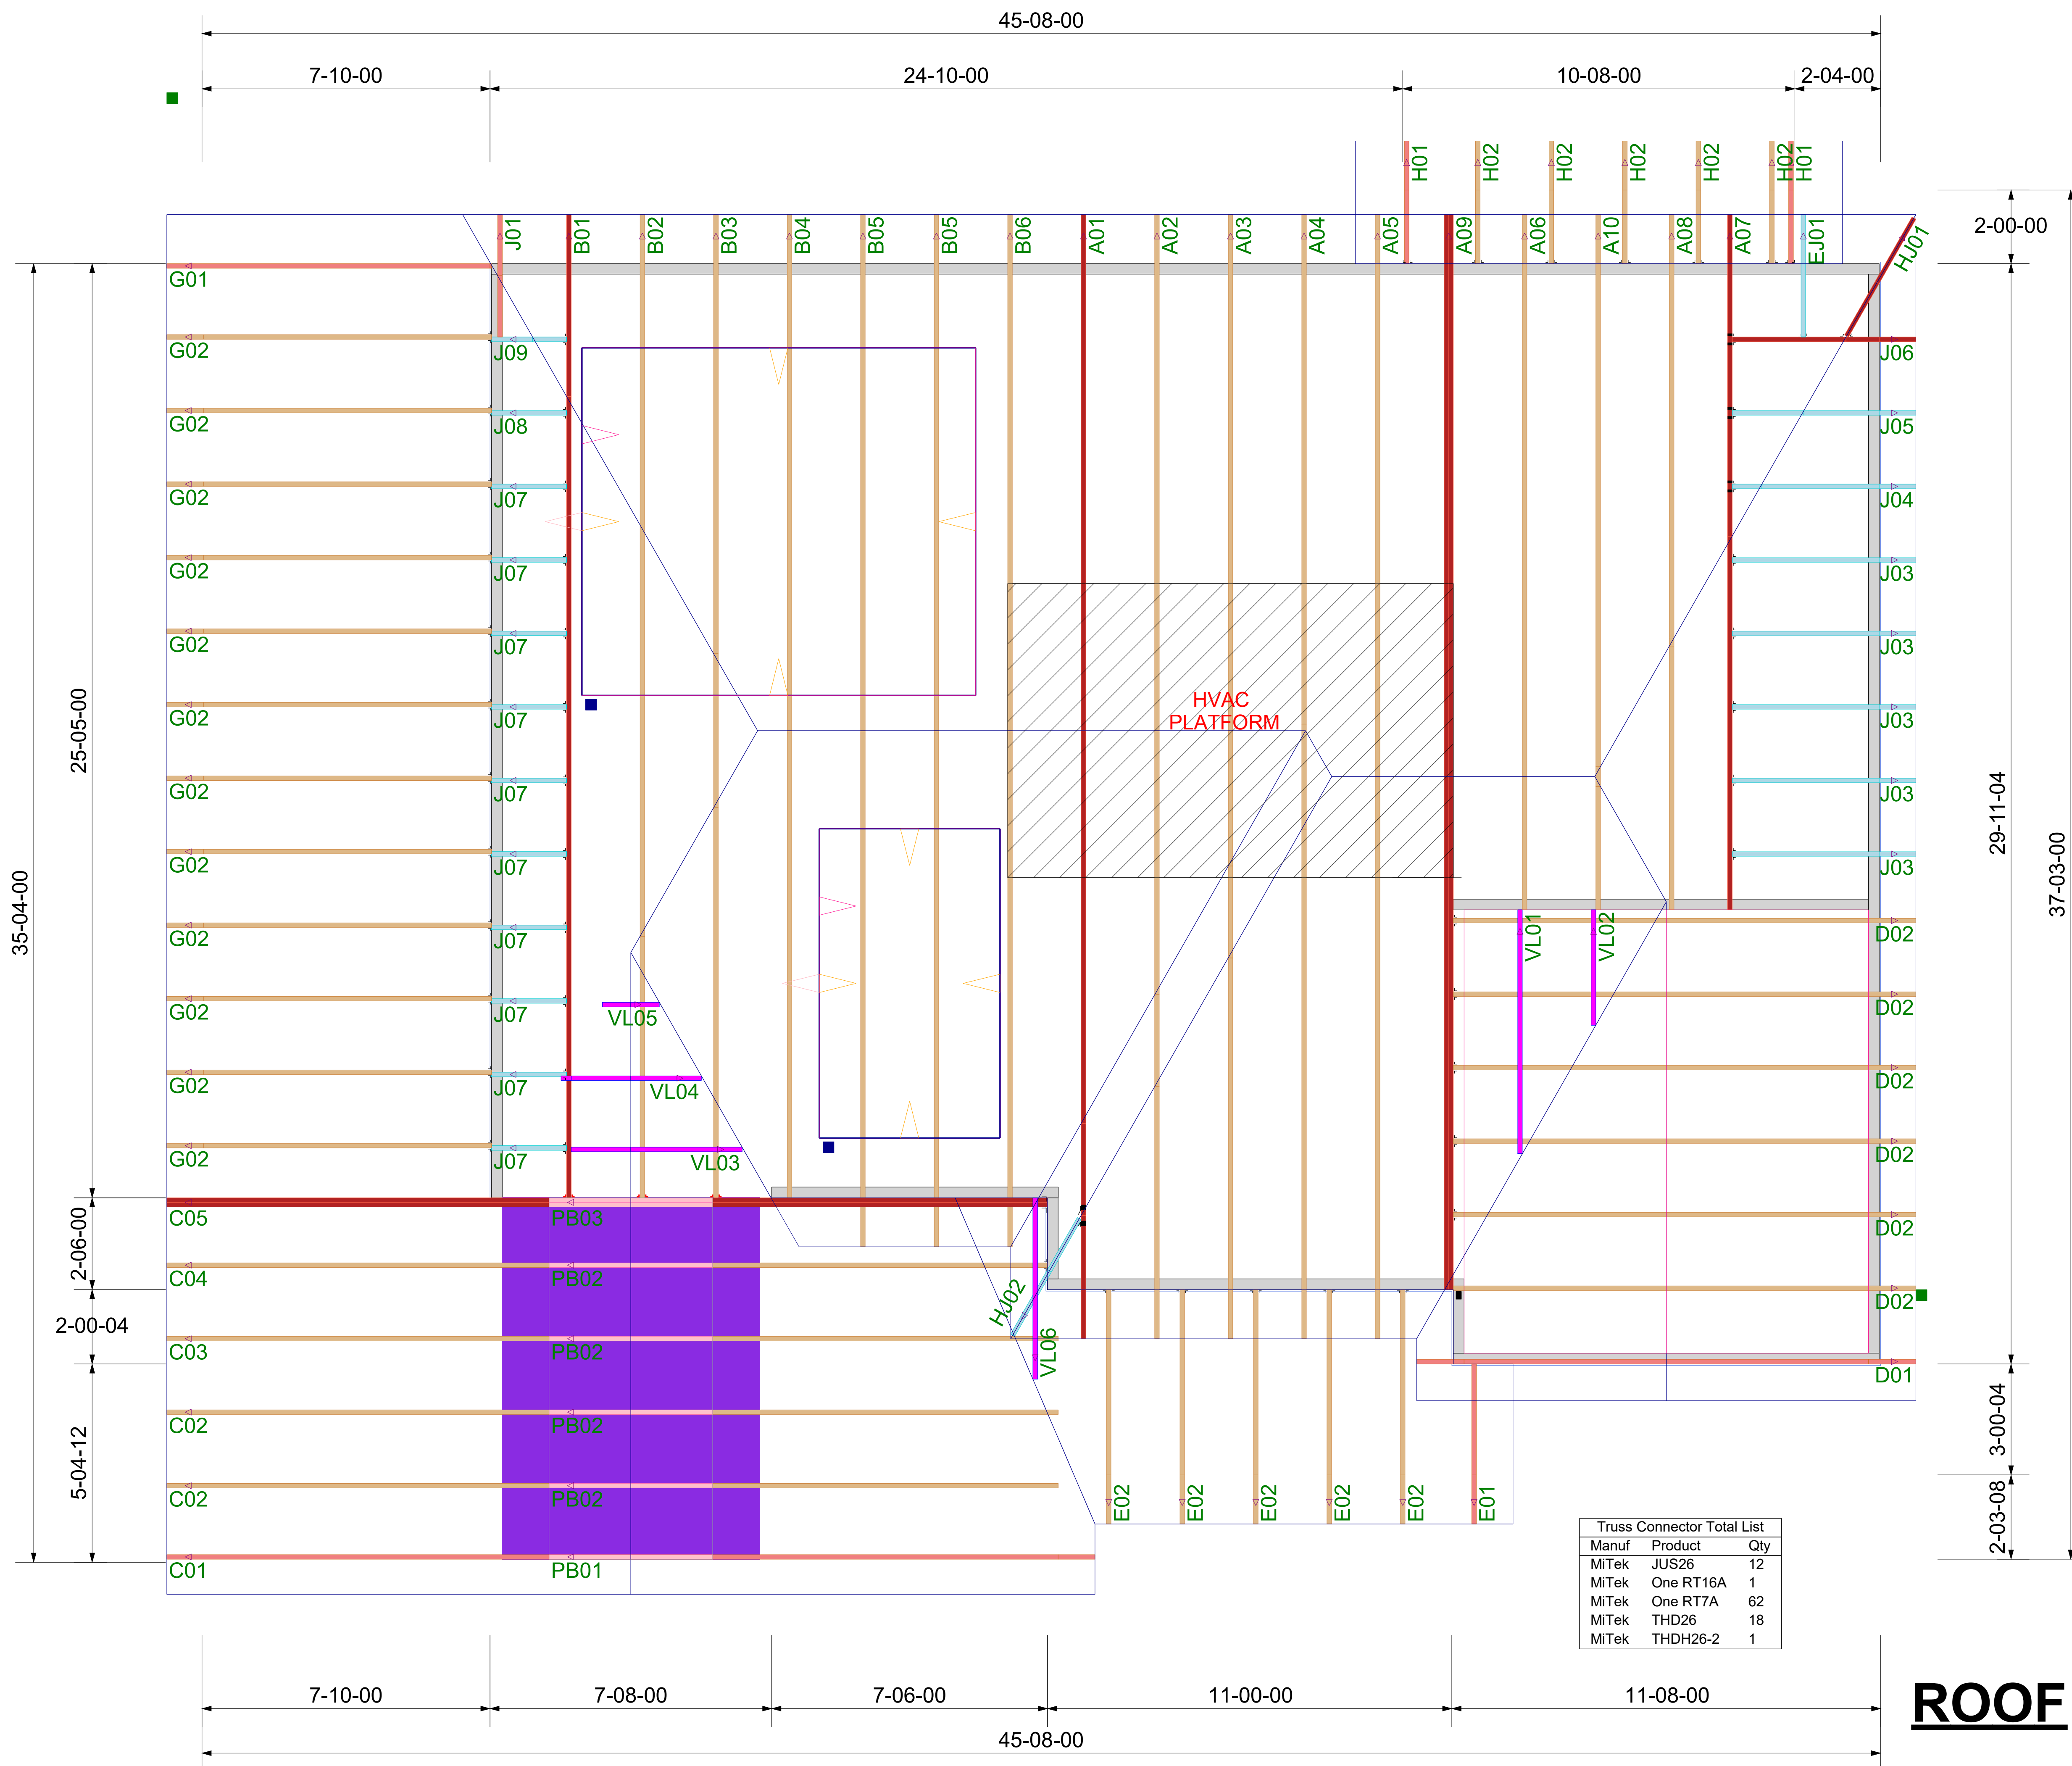 45-08-00
7-10-00 24-10-00 10-08-00 2-04-00
H01 H02 H02 H02 H02 H02 H01
2-00-00
J01 B01 B02 B03 B04 B05 B05 B06 A01 A02 A03 A04 A05 A09 A06 A10 A08 A07 EJ01 HJ01
G01
G02 J09 J06
G02 J08 J05
G02 J07 J04
G02 J07 J03
G02 J07 J03
HVAC
PLATFORM
G02 J07 J03
25-05-00
G02 J07 J03
29-11-04
G02 J07 J03
35-04-00
37-03-00
G02 J07 VL01 VL02 D02
G02 J07 VL05 D02
G02 J07 VL04 D02
G02 J07 VL03 D02
C05 PB03 D02
2-06-00
C04 PB02 HJ02 D02
2-00-04
C03 PB02 VL06
D01
C02 PB02
3-00-04
5-04-12
C02 PB02 E02 E02 E02 E02 E02 E01
2-03-08
C01 PB01
Truss Connector Total List
Manuf Product Qty
MiTek JUS26 12
MiTek One RT16A 1
MiTek One RT7A 62
MiTek THD26 18
MiTek THDH26-2 1
7-10-00 7-08-00 7-06-00 11-00-00 11-08-00
ROOF
45-08-00